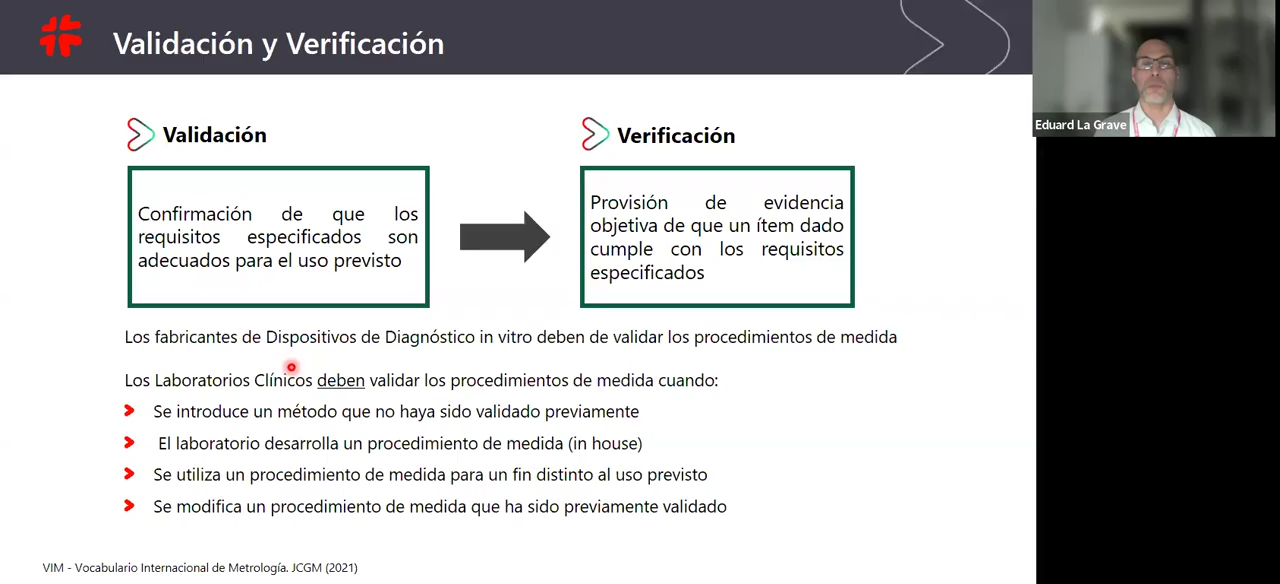 Validación y Verificación
Eduard La Grave
Validación
Confirmación de que los
requisitos especificados son
adecuados para el uso previsto
Verificación
Provisión de evidencia
objetiva de que un ítem dado
cumple con los requisitos
especificados
Los fabricantes de Dispositivos de Diagnóstico in vitro deben de validar los procedimientos de medida
Los Laboratorios Clínicos deben validar los procedimientos de medida cuando:
Se introduce un método que no haya sido validado previamente
El laboratorio desarrolla un procedimiento de medida (in house)
Se utiliza un procedimiento de medida para un fin distinto al uso previsto
Se modifica un procedimiento de medida que ha sido previamente validado
VIM - Vocabulario Internacional de Metrología. JCGM (2021)